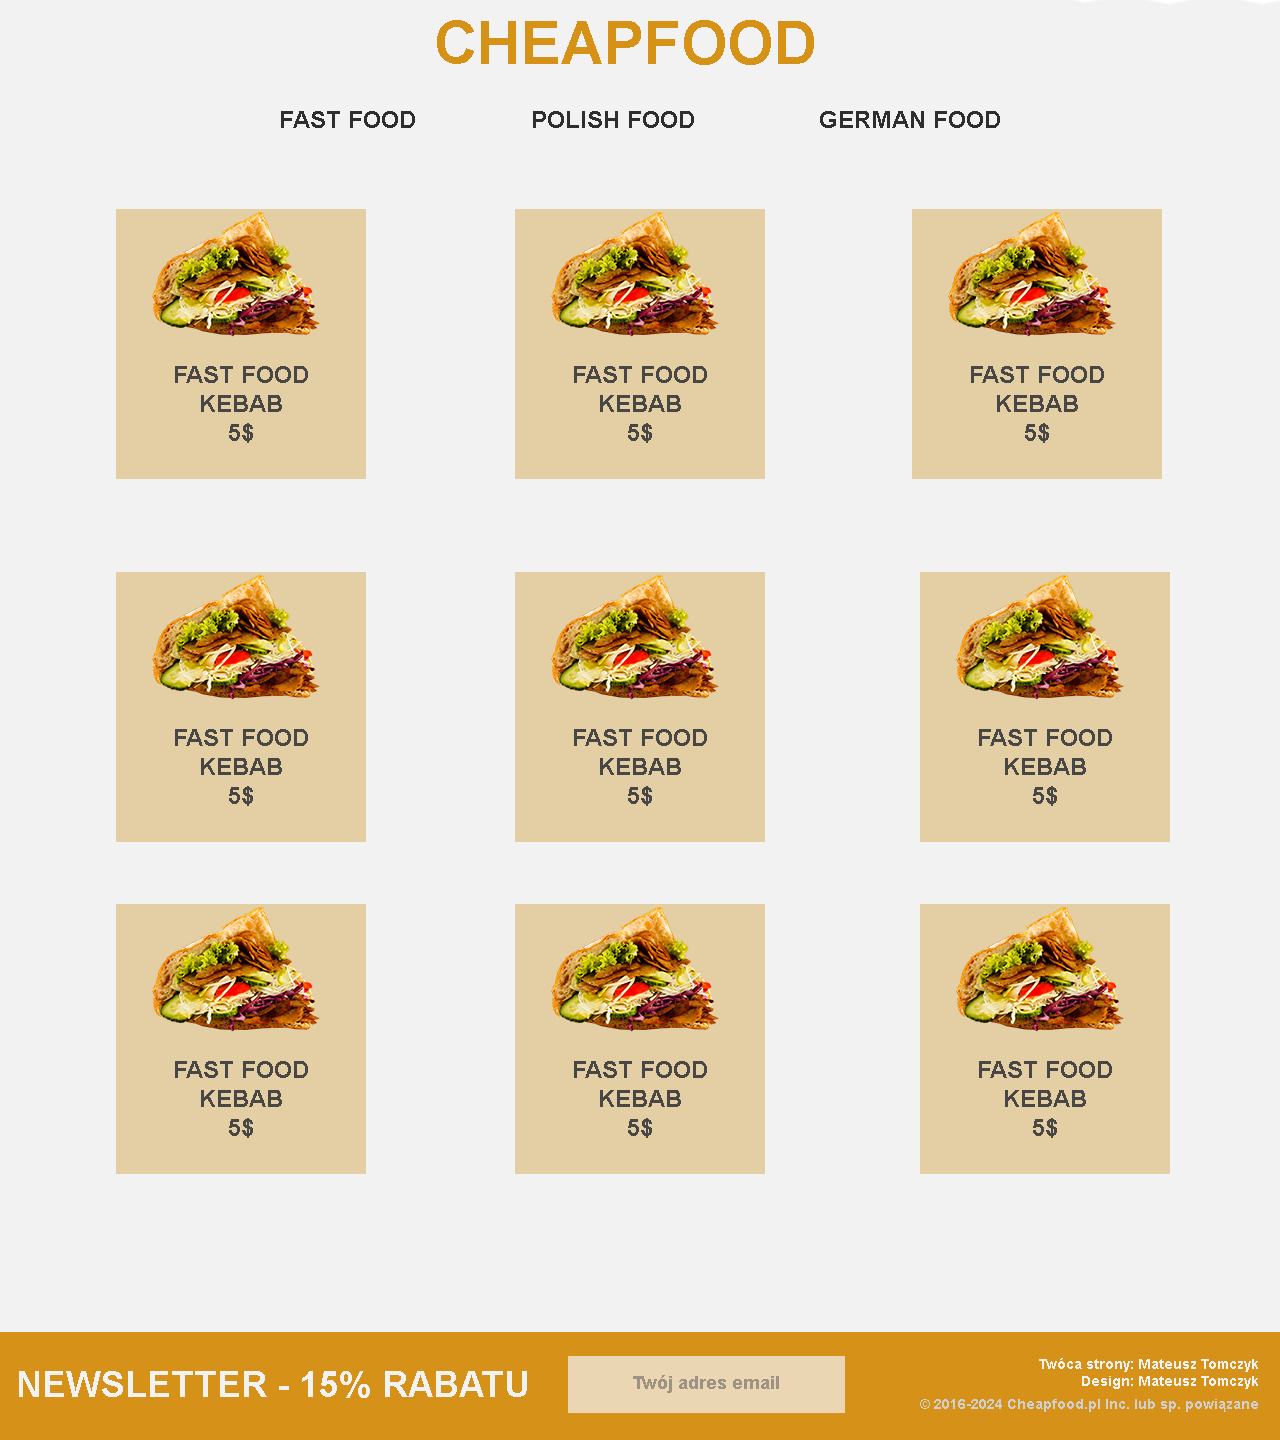 CHEAPFOOD
FAST FOOD POLISH FOOD GERMAN FOOD
FAST FOOD
KEBAB
5$
FAST FOOD
KEBAB
5$
FAST FOOD
KEBAB
5$
FAST FOOD
KEBAB
5$
FAST FOOD
KEBAB
5$
FAST FOOD
KEBAB
5$
FAST FOOD
KEBAB
5$
FAST FOOD
KEBAB
5$
FAST FOOD
KEBAB
5$
NEWSLETTER - 15% RABATU
Twój adres email
Twóca strony: Mateusz Tomczyk
Design: Mateusz Tomczyk
© 2016-2024 Cheapfood.pl Inc. lub sp. powiązane